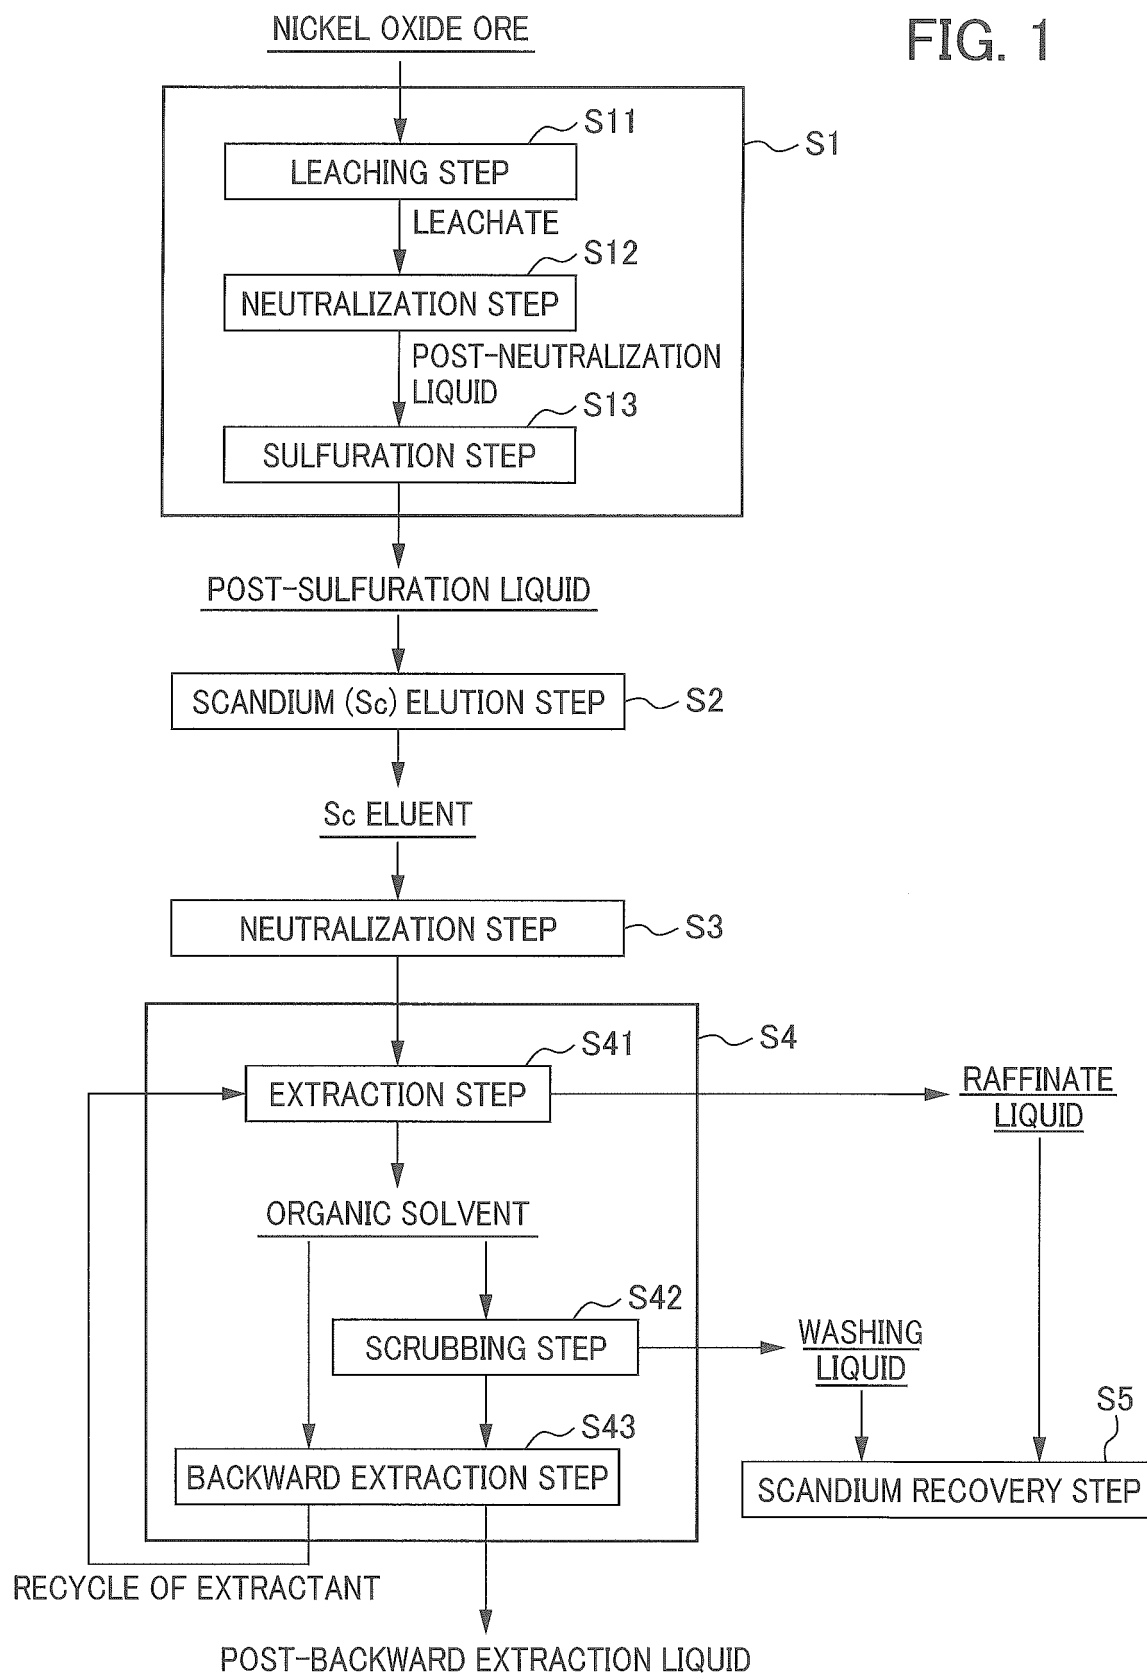 NICKEL OXIDE ORE
FIG. 1
S11
S1
LEACHING STEP
LEACHATE
S12
NEUTRALIZATION STEP
POST-NEUTRALIZATION
LIQUID
S13
SULFURATION STEP
POST-SULFURATION LIQUID
SCANDIUM (Sc) ELUTION STEP
S2
Sc ELUENT
NEUTRALIZATION STEP
S3
S41
S4
EXTRACTION STEP
RAFFINATE
LIQUID
ORGANIC SOLVENT
S42
SCRUBBING STEP
WASHING
LIQUID
S43
S5
BACKWARD EXTRACTION STEP
SCANDIUM RECOVERY STEP
RECYCLE OF EXTRACTANT
POST-BACKWARD EXTRACTION LIQUID